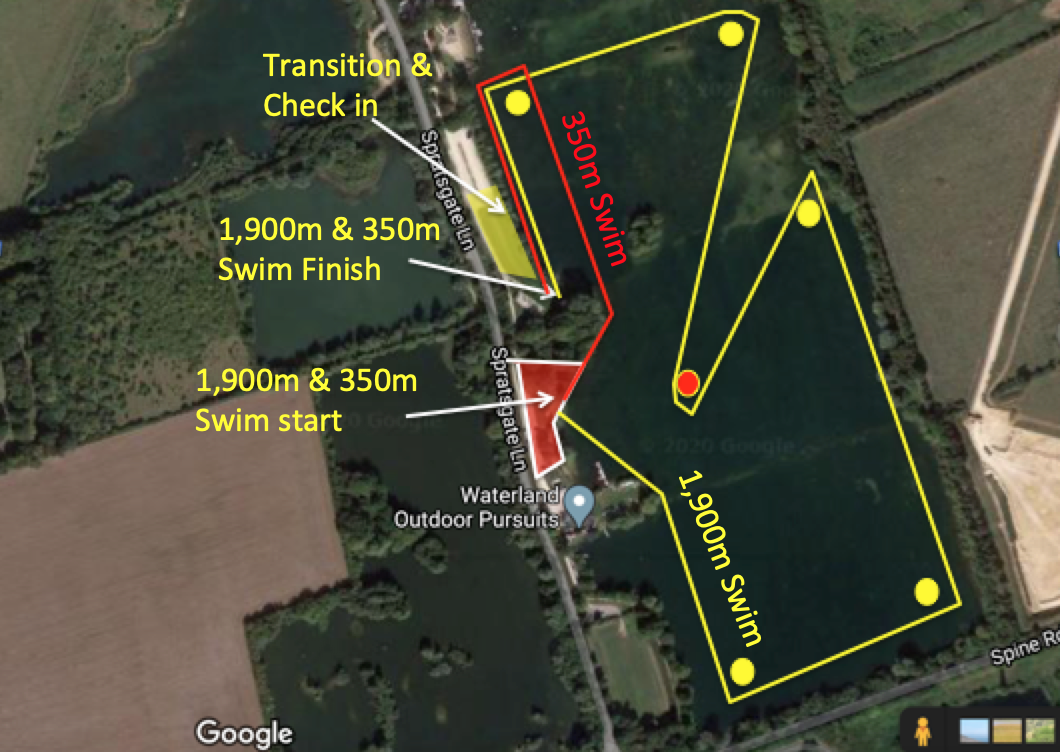 Transition &
Check in
Spratsgate Ln
350m Swim
1,900m & 350m
Swim Finish
1,900m & 350m
Swim start
Spratsgate Ln
© 2020 Google
Waterland
Outdoor Pursuits
1,900m Swim
Spine Ro
Google